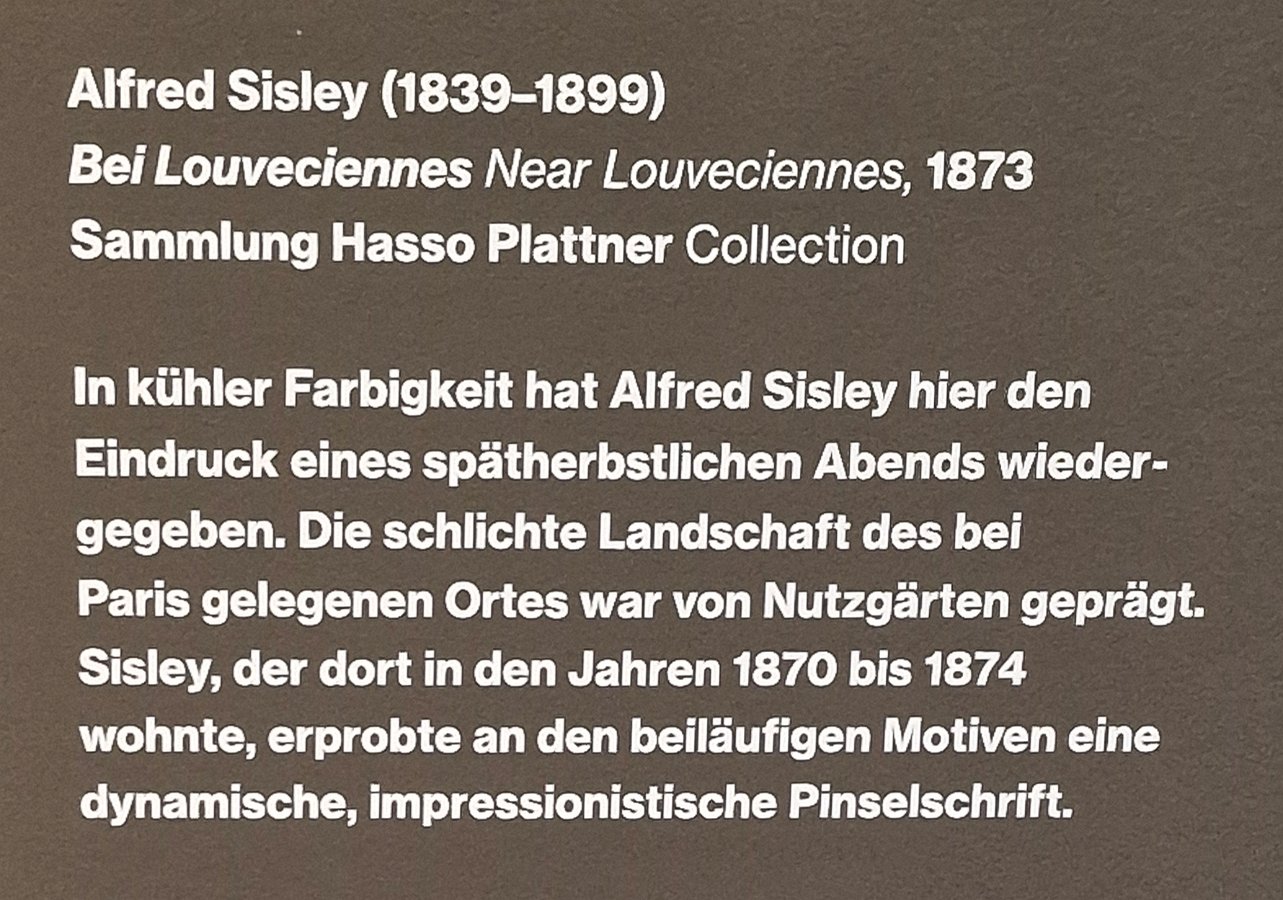 Alfred Sisley (1839–1899)
Bei Louveciennes Near Louveciennes, 1873
Sammlung Hasso Plattner Collection
In kühler Farbigkeit hat Alfred Sisley hier den
Eindruck eines spätherbstlichen Abends wieder-
gegeben. Die schlichte Landschaft des bei
Paris gelegenen Ortes war von Nutzgärten geprägt.
Sisley, der dort in den Jahren 1870 bis 1874
wohnte, erprobte an den beiläufigen Motiven eine
dynamische, impressionistische Pinselschrift.